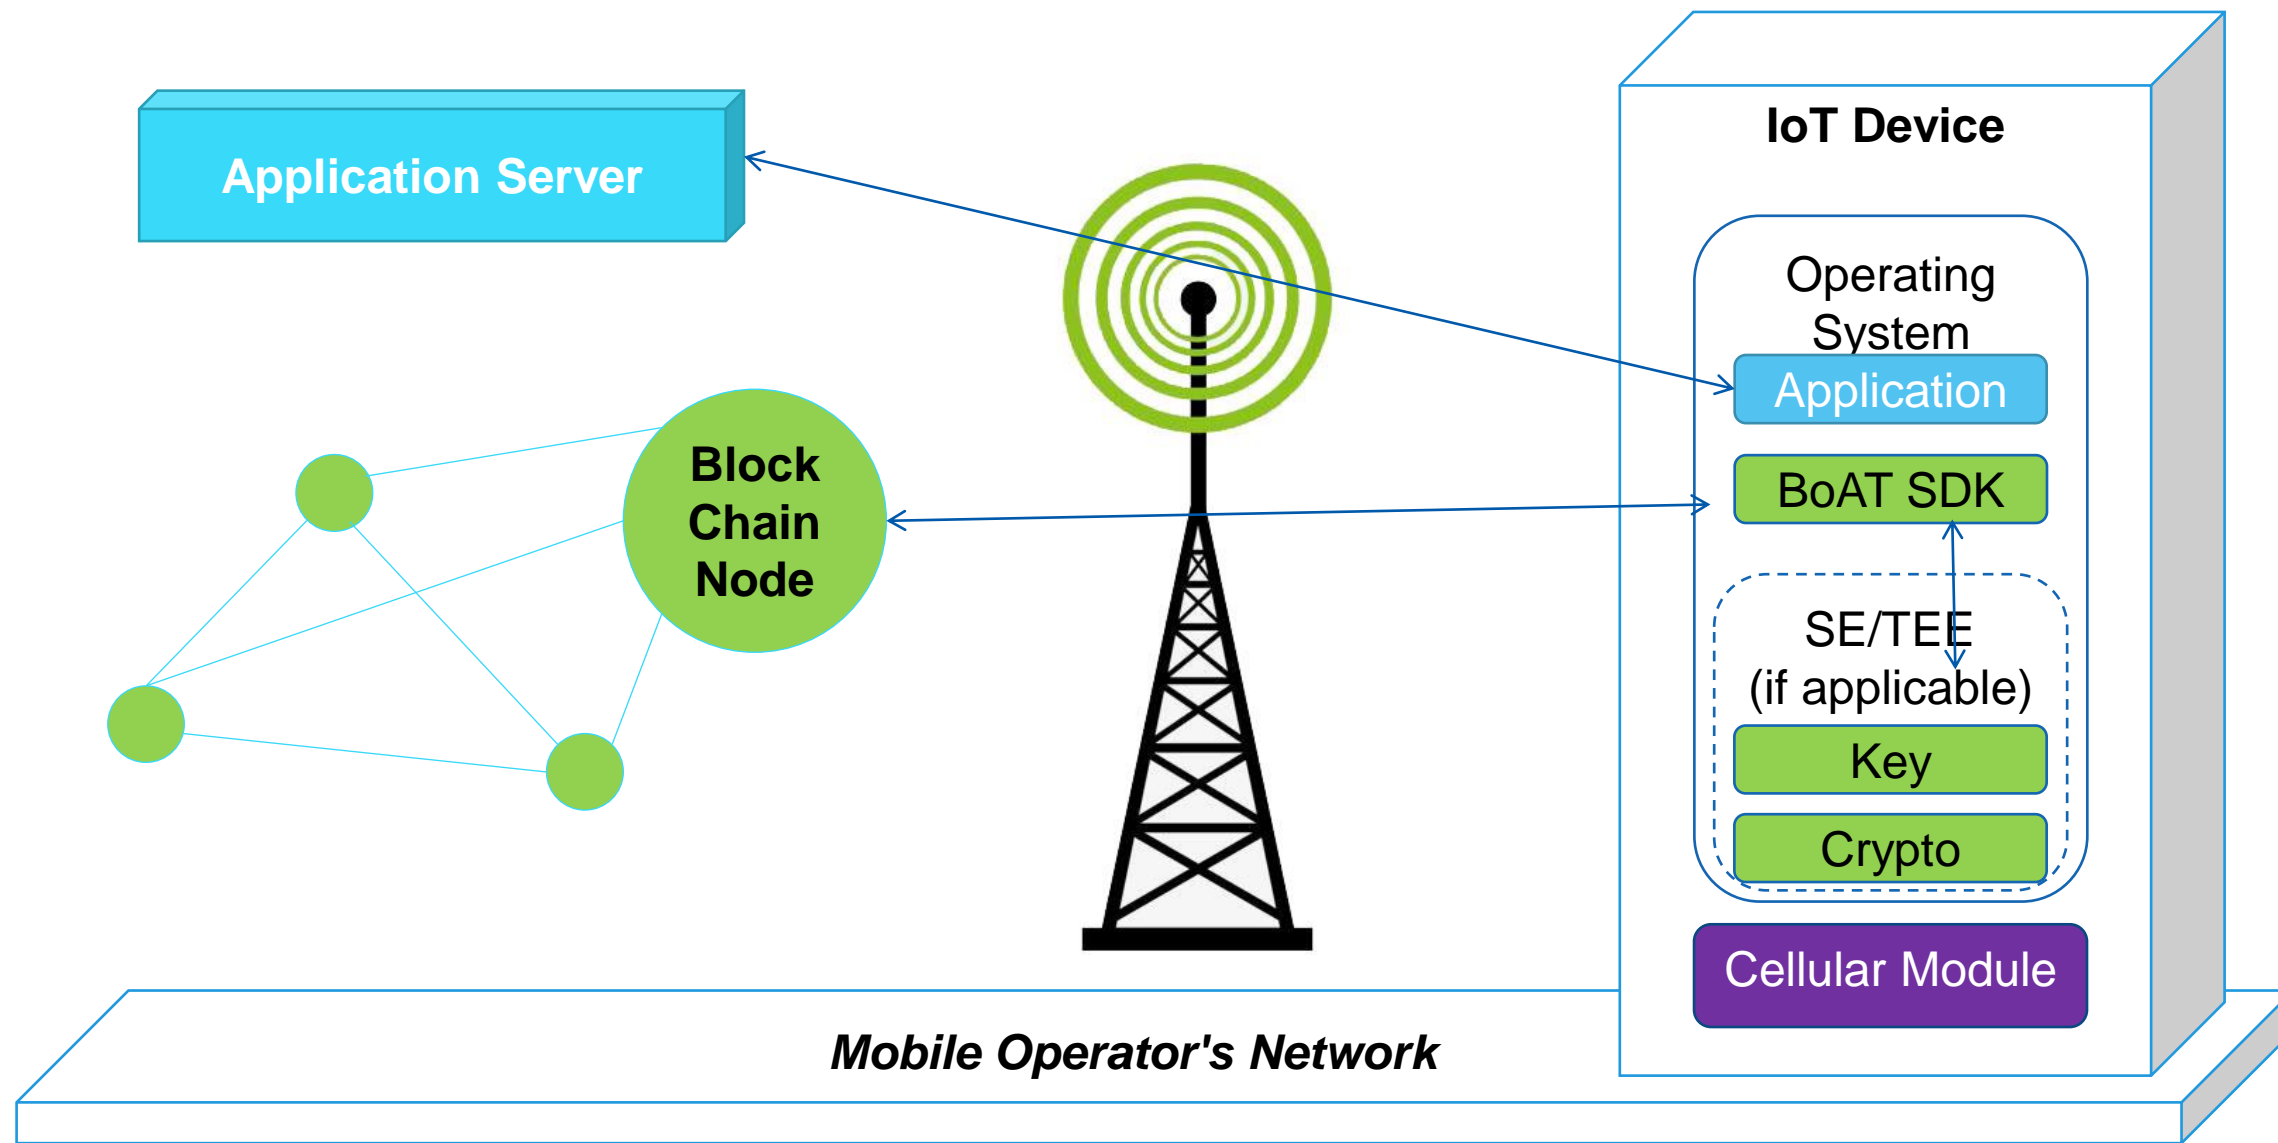 Application Server
Block
Chain
Node
IoT Device
Operating
System
Application
BoAT SDK
SE/TEE
(if applicable)
Key
Crypto
Cellular Module
Mobile Operator's Network